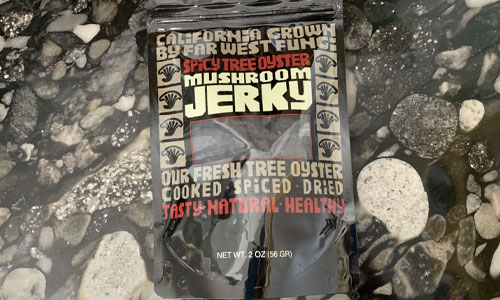 CALIFORNIA GROWN
BY FAR WEST FUNGI
SPICY TREE OYSTER
MUSHROOM
JERKY
OUR FRESH TREE OYSTER
COOKED · SPICED · DRIED
TASTY · NATURAL · HEALTHY
NET WT. 2 OZ (56 GR)